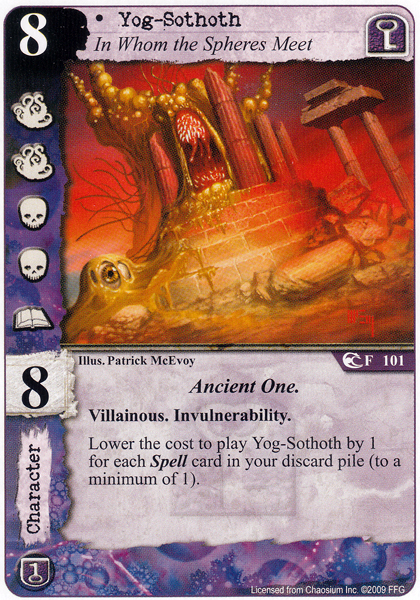 8
• Yog-Sothoth
In Whom the Spheres Meet
Illus. Patrick McEvoy
F 101
8
Ancient One.
Villainous. Invulnerability.
Lower the cost to play Yog-Sothoth by 1
for each Spell card in your discard pile (to a
minimum of 1).
Character
Licensed from Chaosium Inc. ©2009 FFG